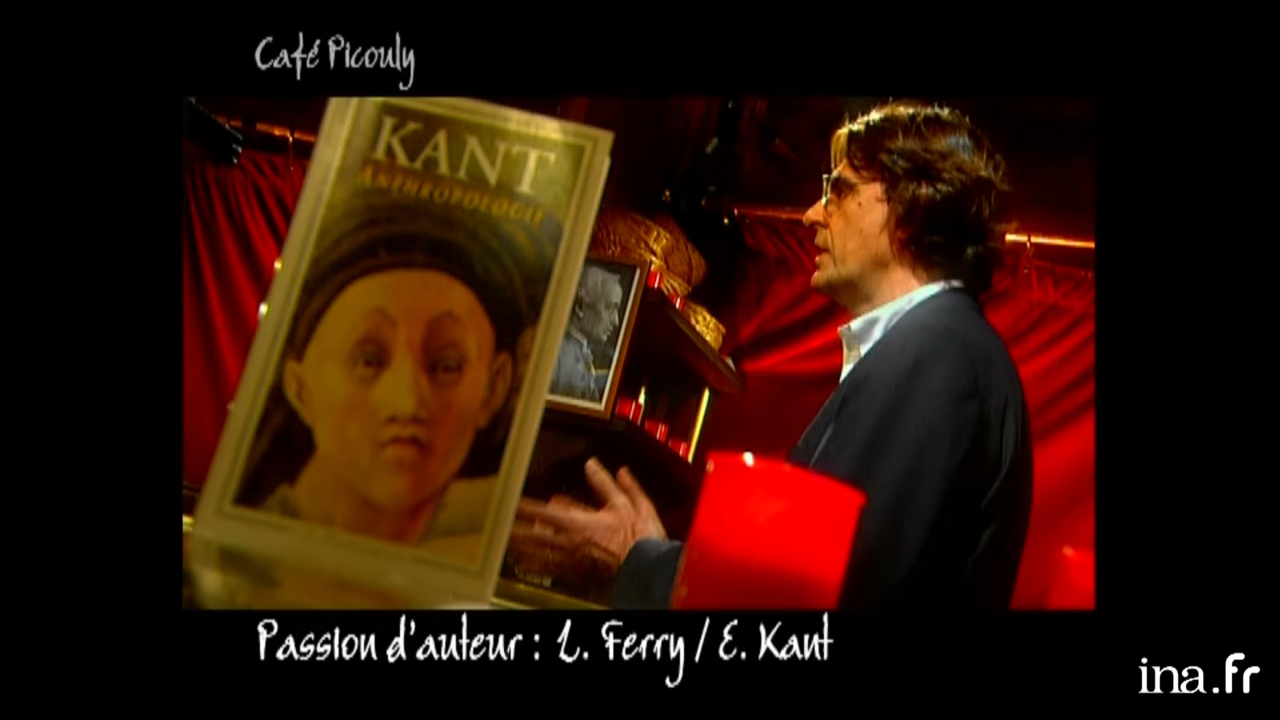 Café Picouly
KANT
ANTHROPOLOGIE
Passion d'auteur : L. Ferry / E. Kant
ina.fr